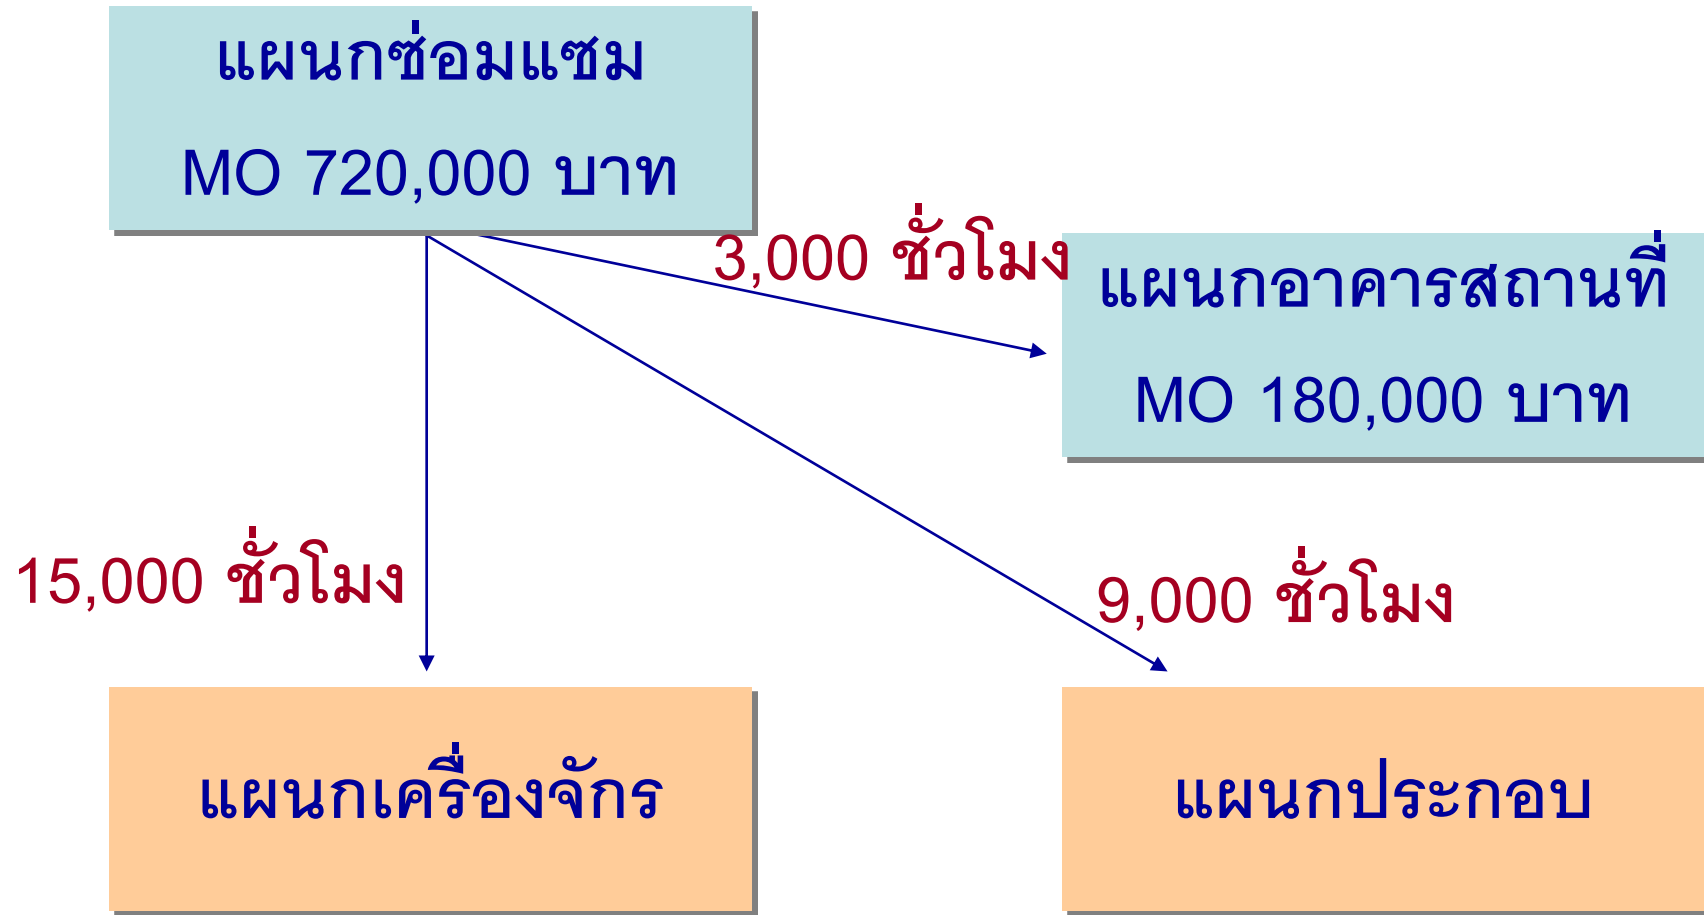 แผนกซ่อมแซม
MO 720,000 บาท
3,000 ชั่วโมง
แผนกอาคารสถานที่
MO 180,000 บาท
15,000 ชั่วโมง
9,000 ชั่วโมง
แผนกเครื่องจักร
แผนกประกอบ